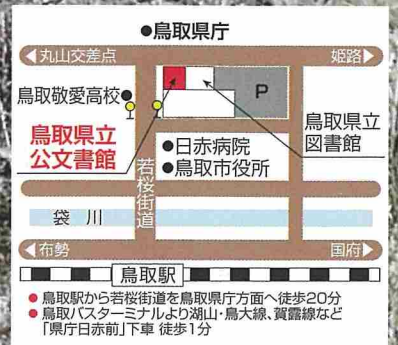 ●鳥取県庁
◀丸山交差点
姫路▶
鳥取敬愛高校●
P
鳥取県立
公文書館
鳥取県立
図書館
●日赤病院
●鳥取市役所
若桜街道
袋川
◀布勢
国府▶
鳥取駅
● 鳥取駅から若桜街道を鳥取県庁方面へ徒歩20分
● 鳥取バスターミナルより湖山・鳥大線、賀露線など
「県庁日赤前」下車 徒歩1分